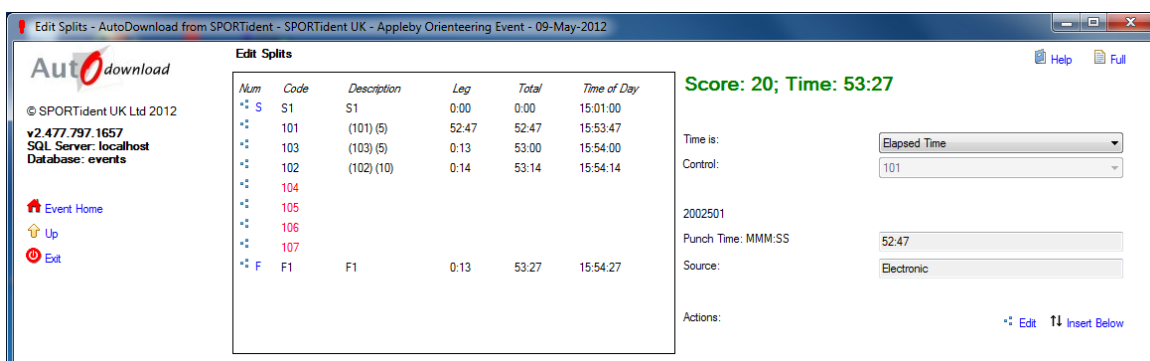 Edit Splits - AutoDownload from SPORTident - SPORTident UK - Appleby Orienteering Event - 09-May-2012
AutOdownload
© SPORTident UK Ltd 2012
v2.477.797.1657
SQL Server: localhost
Database: events
Event Home
Up
Exit
Edit Splits
Num Code Description Leg Total Time of Day
S S1 S1 0:00 0:00 15:01:00
101 (101) (5) 52:47 52:47 15:53:47
103 (103) (5) 0:13 53:00 15:54:00
102 (102) (10) 0:14 53:14 15:54:14
104
105
106
107
F F1 F1 0:13 53:27 15:54:27
Help Full
Score: 20; Time: 53:27
Time is: Elapsed Time
Control: 101
2002501
Punch Time: MMM:SS 52:47
Source: Electronic
Actions: Edit Insert Below